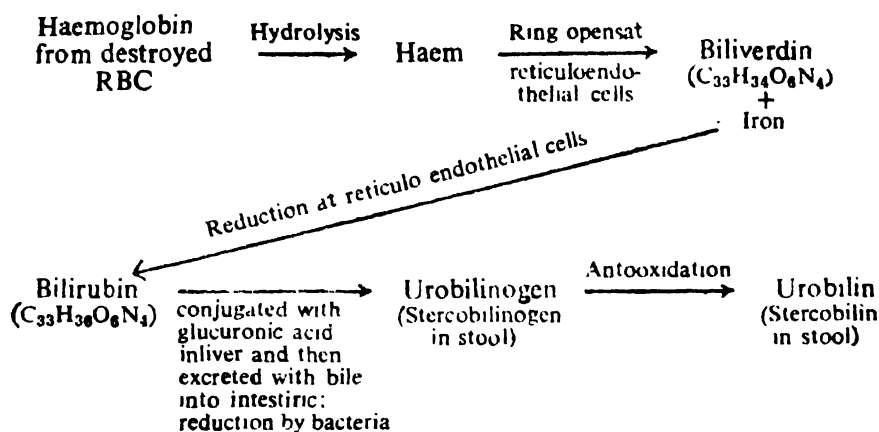 Haemoglobin
from destroyed
RBC
Hydrolysis
Haem
Ring opensat
reticuloendo-
thelial cells
Biliverdin
(C₃₃H₃₄O₆N₄)
+
Iron
Reduction at reticulo endothelial cells
Bilirubin
(C₃₃H₃₆O₆N₄)
conjugated with
glucuronic acid
inliver and then
excreted with bile
into intestinc:
reduction by bacteria
Urobilinogen
(Stercobilinogen
in stool)
Antooxidation
Urobilin
(Stercobilin
in stool)